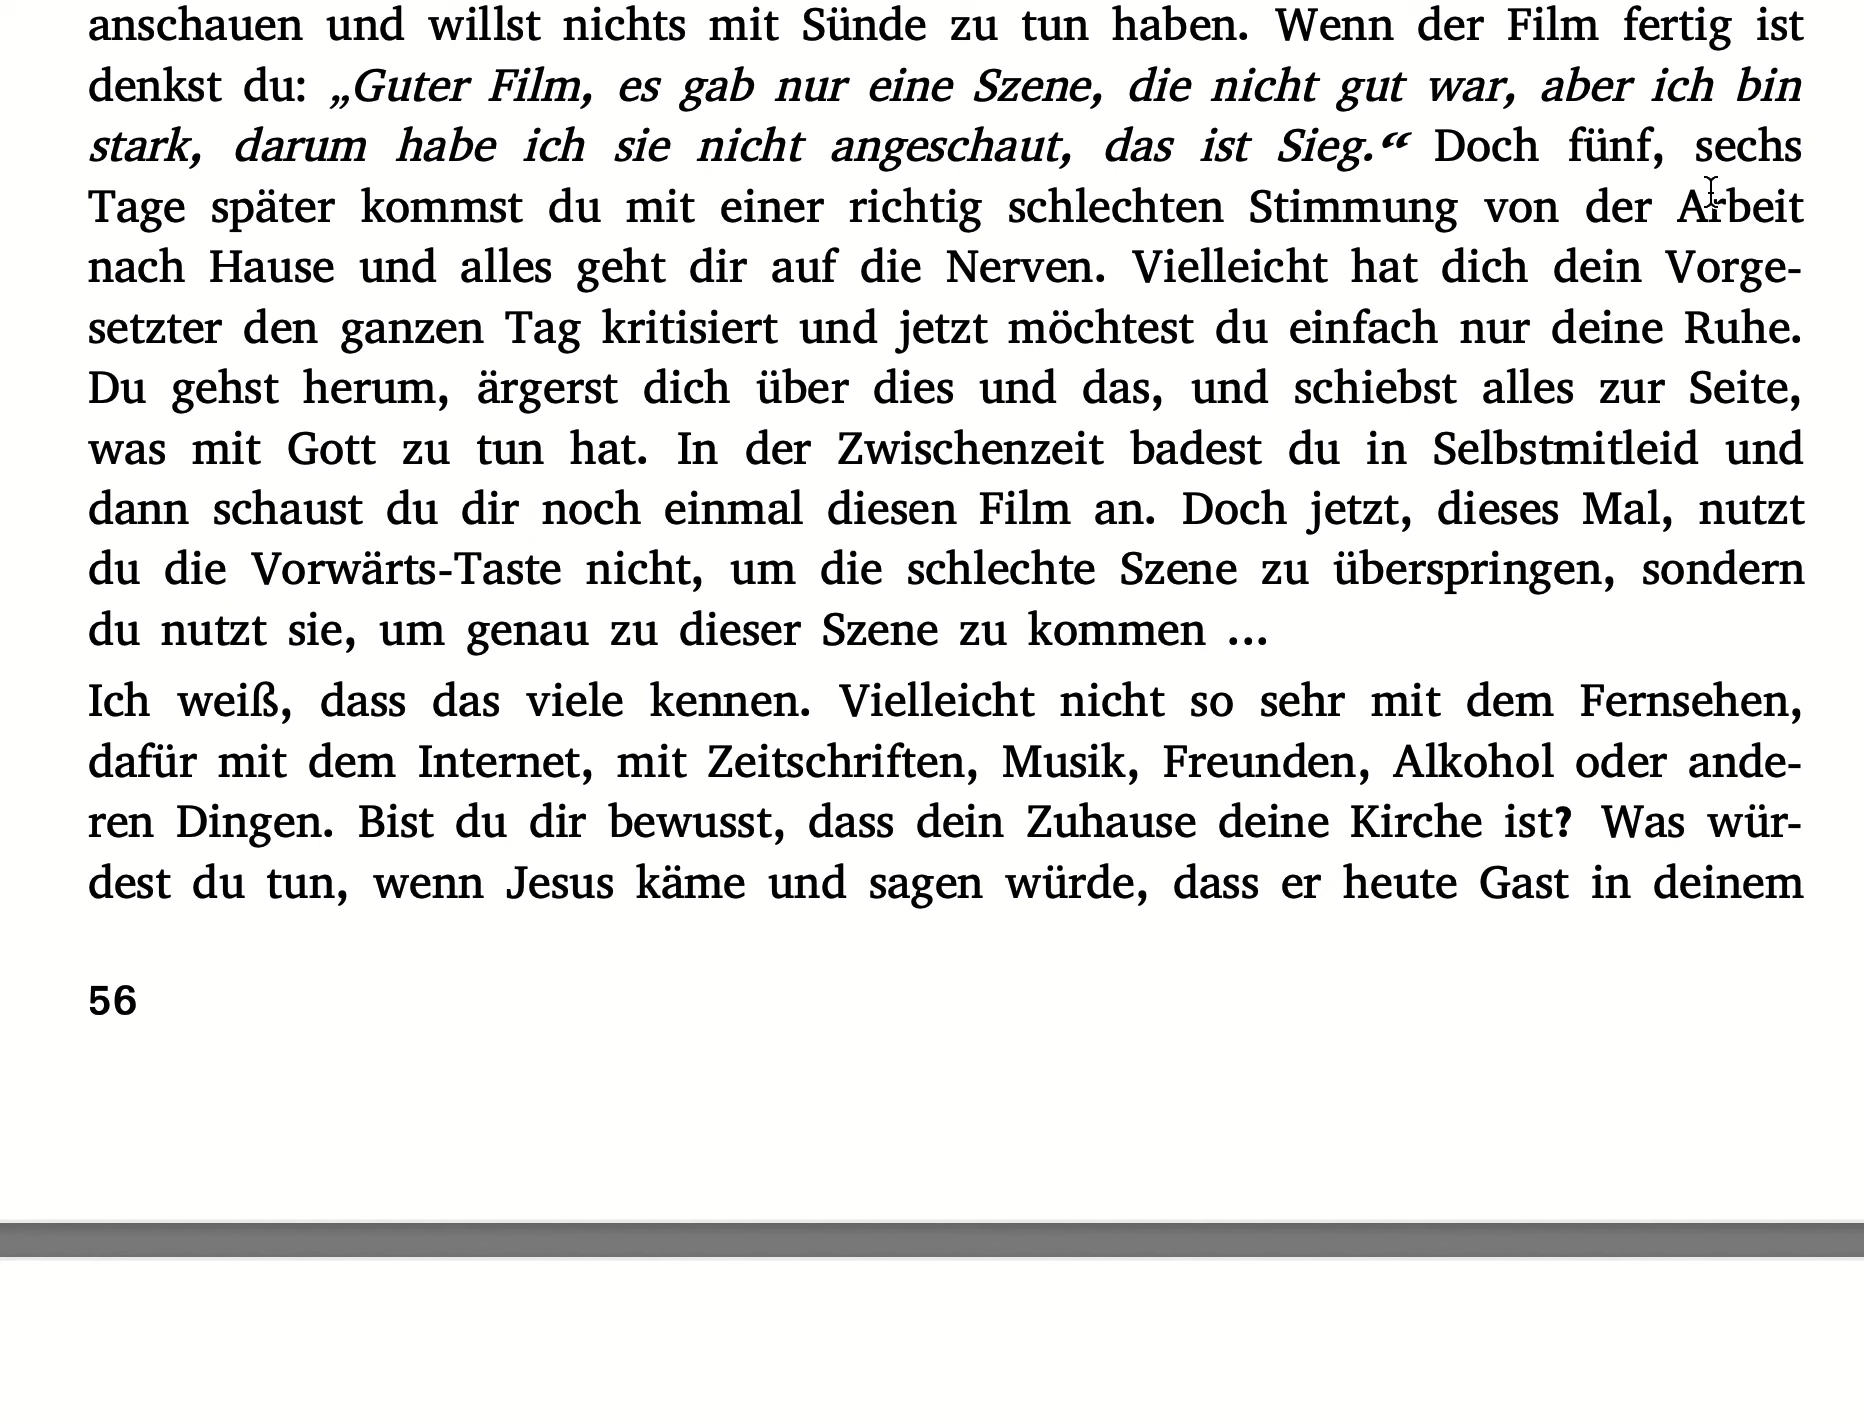 anschauen und willst nichts mit Sünde zu tun haben. Wenn der Film fertig ist
denkst du: „Guter Film, es gab nur eine Szene, die nicht gut war, aber ich bin
stark, darum habe ich sie nicht angeschaut, das ist Sieg.“ Doch fünf, sechs
Tage später kommst du mit einer richtig schlechten Stimmung von der Arbeit
nach Hause und alles geht dir auf die Nerven. Vielleicht hat dich dein Vorge-
setzter den ganzen Tag kritisiert und jetzt möchtest du einfach nur deine Ruhe.
Du gehst herum, ärgerst dich über dies und das, und schiebst alles zur Seite,
was mit Gott zu tun hat. In der Zwischenzeit badest du in Selbstmitleid und
dann schaust du dir noch einmal diesen Film an. Doch jetzt, dieses Mal, nutzt
du die Vorwärts-Taste nicht, um die schlechte Szene zu überspringen, sondern
du nutzt sie, um genau zu dieser Szene zu kommen ...
Ich weiß, dass das viele kennen. Vielleicht nicht so sehr mit dem Fernsehen,
dafür mit dem Internet, mit Zeitschriften, Musik, Freunden, Alkohol oder ande-
ren Dingen. Bist du dir bewusst, dass dein Zuhause deine Kirche ist? Was wür-
dest du tun, wenn Jesus käme und sagen würde, dass er heute Gast in deinem
56